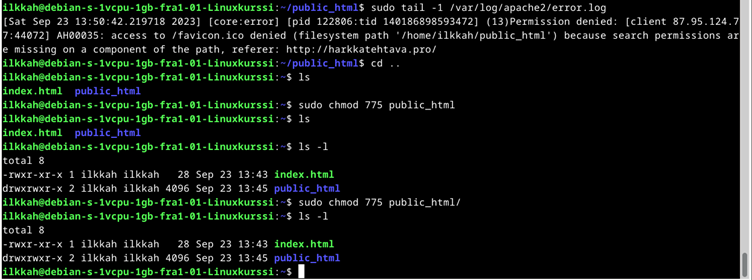 ilkkah@debian-s-1vcpu-1gb-fra1-01-Linuxkurssi:~/public_html$ sudo tail -1 /var/log/apache2/error.log
[Sat Sep 23 13:50:42.219718 2023] [core:error] [pid 122806:tid 140186898593472] (13)Permission denied: [client 87.95.124.7
7:44072] AH00035: access to /favicon.ico denied (filesystem path '/home/ilkkah/public_html') because search permissions ar
e missing on a component of the path, referer: http://harkkatehtava.pro/
ilkkah@debian-s-1vcpu-1gb-fra1-01-Linuxkurssi:~/public_html$ cd ..
ilkkah@debian-s-1vcpu-1gb-fra1-01-Linuxkurssi:~$ ls
index.html  public_html
ilkkah@debian-s-1vcpu-1gb-fra1-01-Linuxkurssi:~$ sudo chmod 775 public_html
ilkkah@debian-s-1vcpu-1gb-fra1-01-Linuxkurssi:~$ ls
index.html  public_html
ilkkah@debian-s-1vcpu-1gb-fra1-01-Linuxkurssi:~$ ls -l
total 8
-rwxr-xr-x 1 ilkkah ilkkah   28 Sep 23 13:43 index.html
drwxrwxr-x 2 ilkkah ilkkah 4096 Sep 23 13:45 public_html
ilkkah@debian-s-1vcpu-1gb-fra1-01-Linuxkurssi:~$ sudo chmod 775 public_html/
ilkkah@debian-s-1vcpu-1gb-fra1-01-Linuxkurssi:~$ ls -l
total 8
-rwxr-xr-x 1 ilkkah ilkkah   28 Sep 23 13:43 index.html
drwxrwxr-x 2 ilkkah ilkkah 4096 Sep 23 13:45 public_html
ilkkah@debian-s-1vcpu-1gb-fra1-01-Linuxkurssi:~$